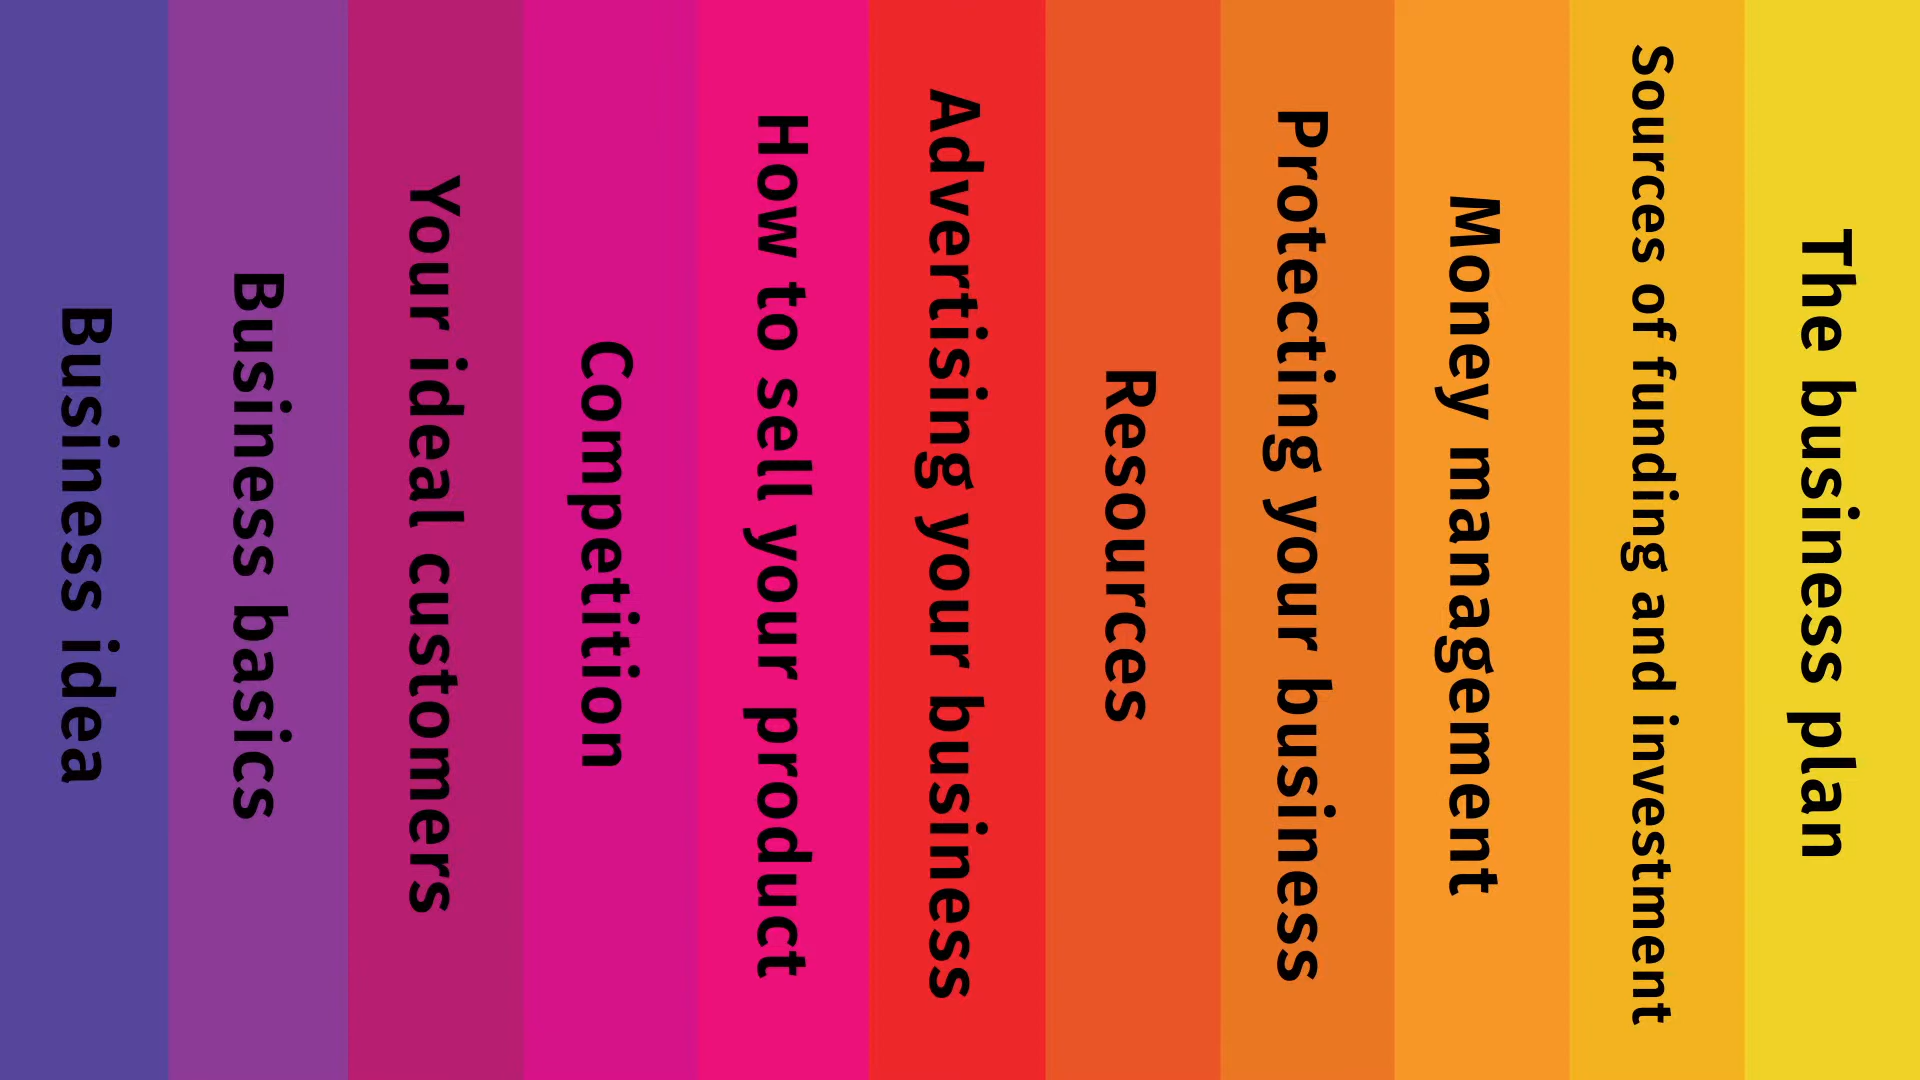 Business idea
Business basics
Your ideal customers
Competition
How to sell your product
Advertising your business
Resources
Protecting your business
Money management
Sources of funding and investment
The business plan